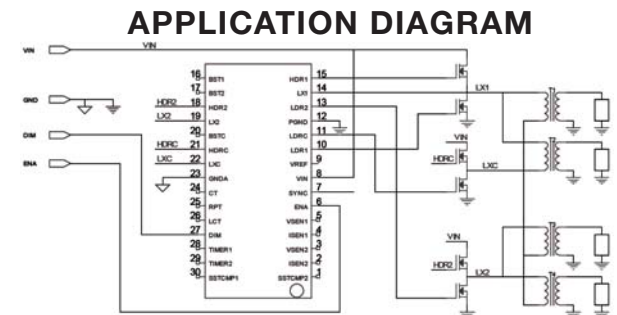 APPLICATION DIAGRAM
VIN
VIN
GND
DIM
ENA
16 BST1
17 BST2
HDR2 18 HDR2
LX2 19 LX2
20 BSTC
HDRC 21 HDRC
LXC 22 LXC
23 GNDA
24 CT
25 RPT
26 LCT
27 DIM
28 TIMER1
29 TIMER2
30 SSTCMP1
HDR1 15
LX1 14
LDR2 13
PGND 12
LDRC 11
LDR1 10
VREF 9
VIN 8
SYNC 7
ENA 6
VSEN1 5
ISEN1 4
VSEN2 3
ISEN2 2
SSTCMP2 1
LX1
VIN
HDRC
LXC
VIN
HDR2
LX2
T1
T2
T3
T4